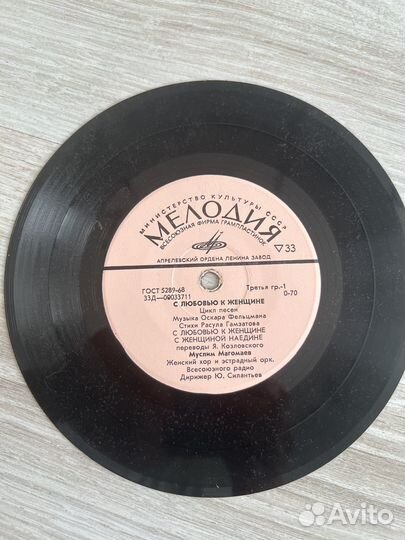 МИНИСТЕРСТВО КУЛЬТУРЫ СССР
МЕЛОДИЯ
ВСЕСОЮЗНАЯ ФИРМА ГРАМПЛАСТИНОК
▽33
АПРЕЛЕВСКИЙ ОРДЕНА ЛЕНИНА ЗАВОД
ГОСТ 5289-68
Третья гр.-1
33Д—00033711
0-70
С ЛЮБОВЬЮ К ЖЕНЩИНЕ
Цикл песен
Музыка Оскара Фельцмана
Стихи Расула Гамзатова
С ЛЮБОВЬЮ К ЖЕНЩИНЕ
С ЖЕНЩИНОЙ НАЕДИНЕ
переводы Я. Козловского
Муслим Магомаев
Женский хор и эстрадный орк.
Всесоюзного радио
Дирижер Ю. Силантьев
Avito